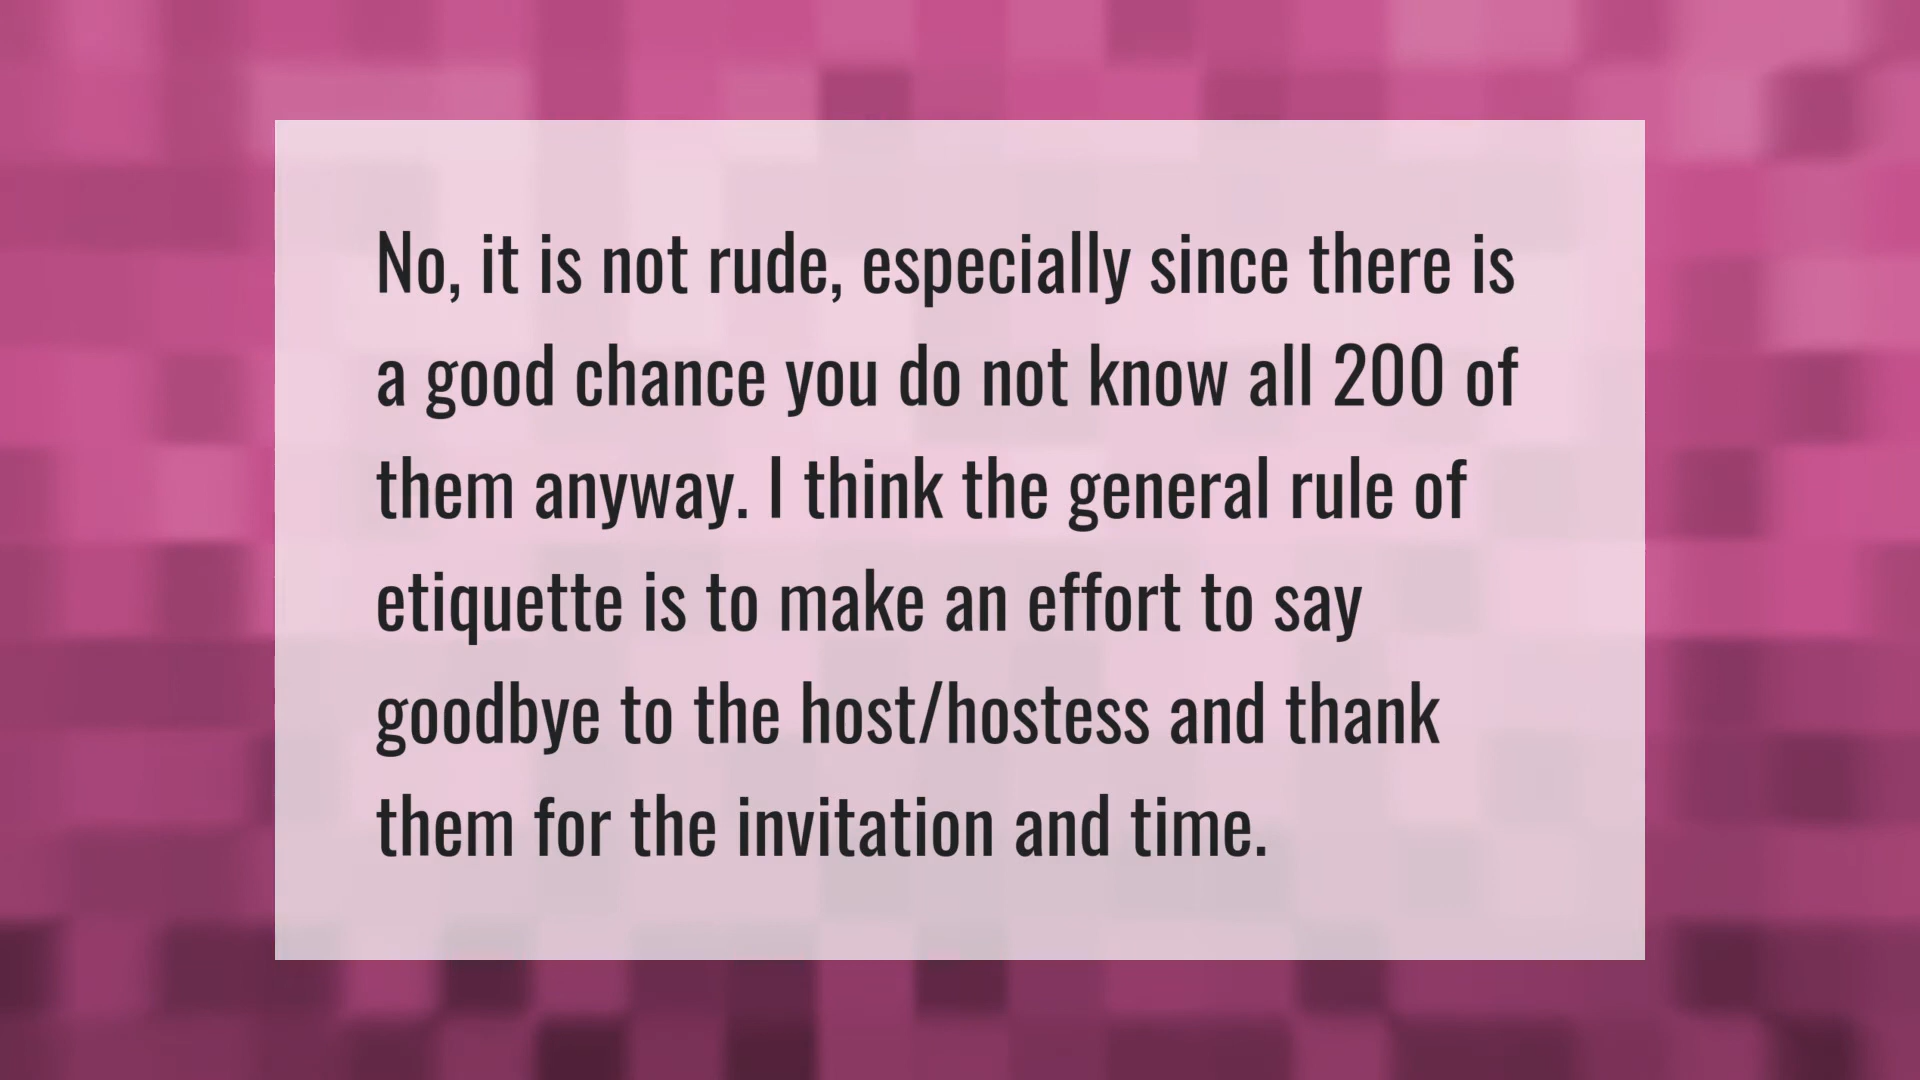 No, it is not rude, especially since there is
a good chance you do not know all 200 of
them anyway. I think the general rule of
etiquette is to make an effort to say
goodbye to the host/hostess and thank
them for the invitation and time.